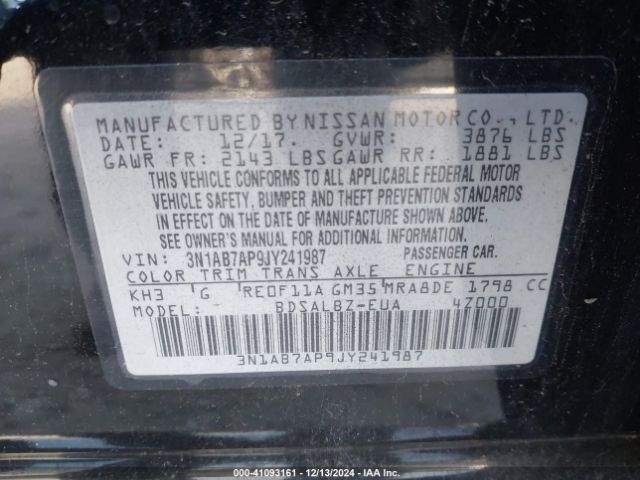 MANUFACTURED BY NISSAN MOTOR CO., LTD.
DATE: 12/17. GVWR: 3876 LBS
GAWR FR: 2143 LBS GAWR RR: 1881 LBS
THIS VEHICLE CONFORMS TO ALL APPLICABLE FEDERAL MOTOR
VEHICLE SAFETY, BUMPER AND THEFT PREVENTION STANDARDS
IN EFFECT ON THE DATE OF MANUFACTURE SHOWN ABOVE.
SEE OWNER'S MANUAL FOR ADDITIONAL INFORMATION.
VIN: 3N1AB7AP9JY241987 PASSENGER CAR.
COLOR TRIM TRANS AXLE ENGINE
KH3 G RE0F11A GM35 MRA8DE 1798 CC
MODEL: BDSALBZ-EUA 4Z000
3N1AB7AP9JY241987
000-41093161 - 12/13/2024 - IAA Inc.